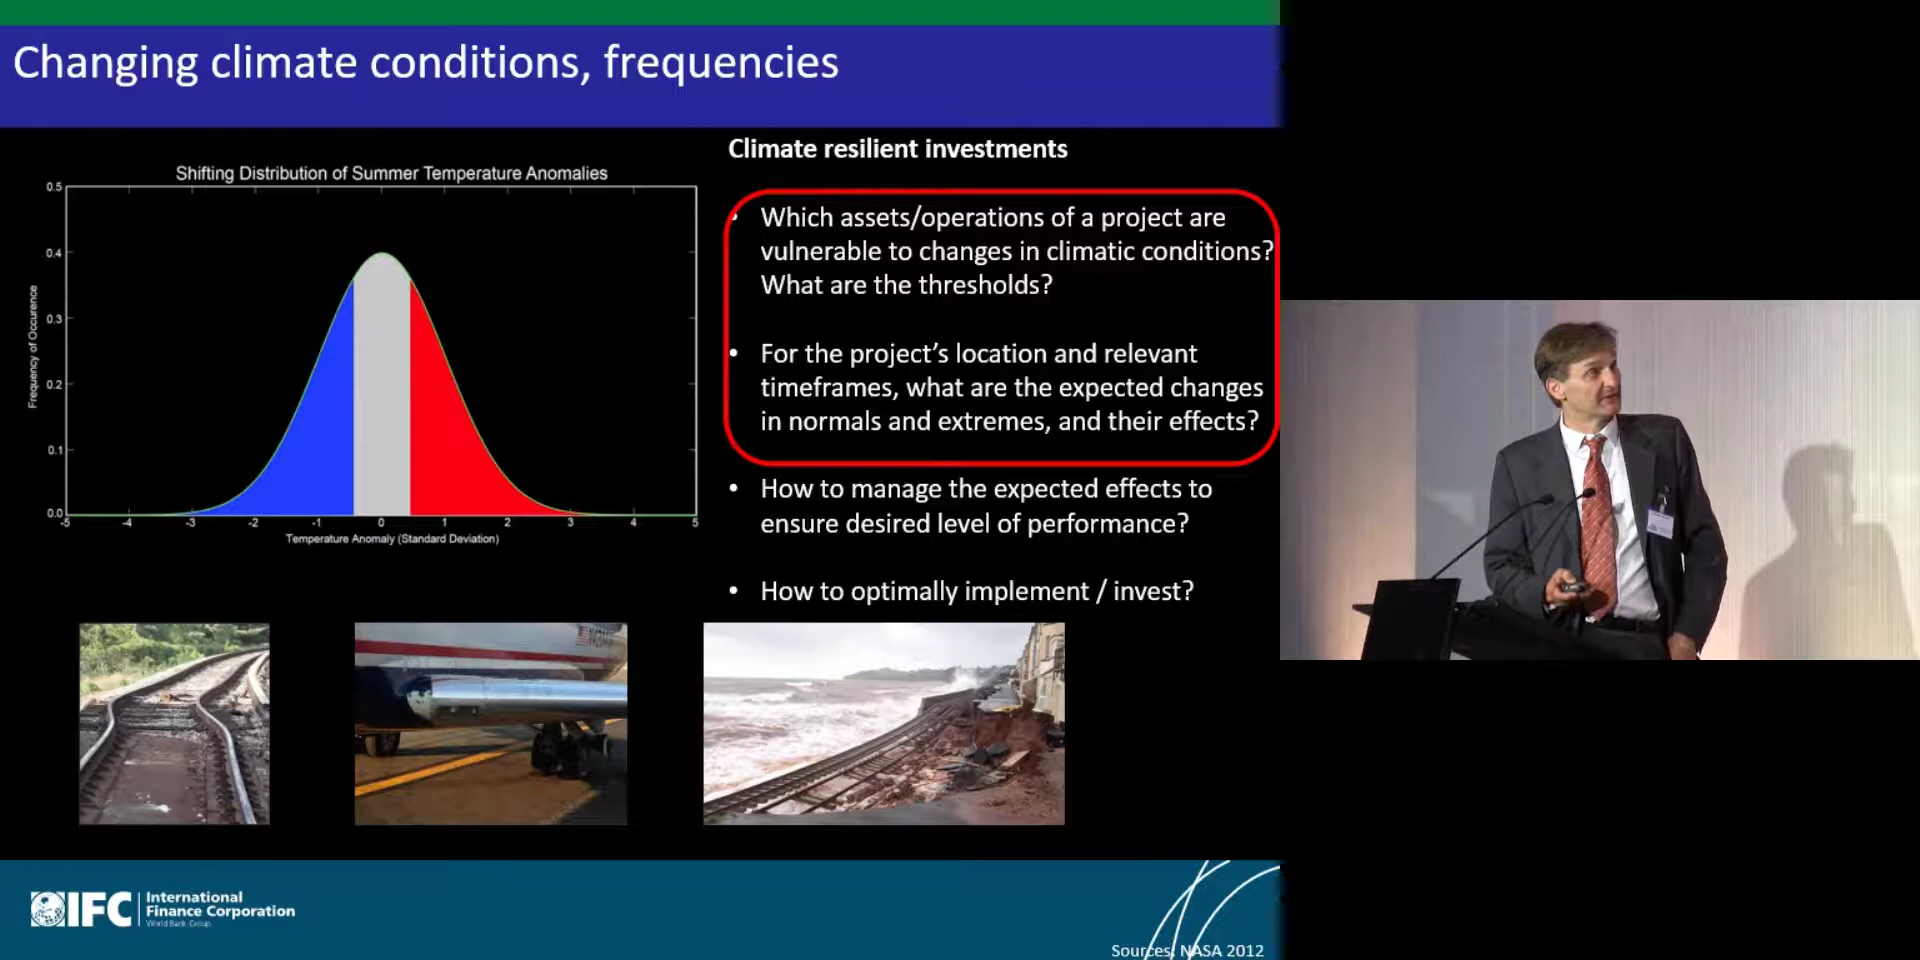 Changing climate conditions, frequencies
Shifting Distribution of Summer Temperature Anomalies
0.5
0.4
0.3
0.2
0.1
0.0
Frequency of Occurence
-5 -4 -3 -2 -1 0 1 2 3 4 5
Temperature Anomaly (Standard Deviation)
Climate resilient investments
• Which assets/operations of a project are
vulnerable to changes in climatic conditions?
What are the thresholds?
• For the project's location and relevant
timeframes, what are the expected changes
in normals and extremes, and their effects?
• How to manage the expected effects to
ensure desired level of performance?
• How to optimally implement / invest?
IFC
International
Finance Corporation
World Bank Group
Sources: NASA 2012